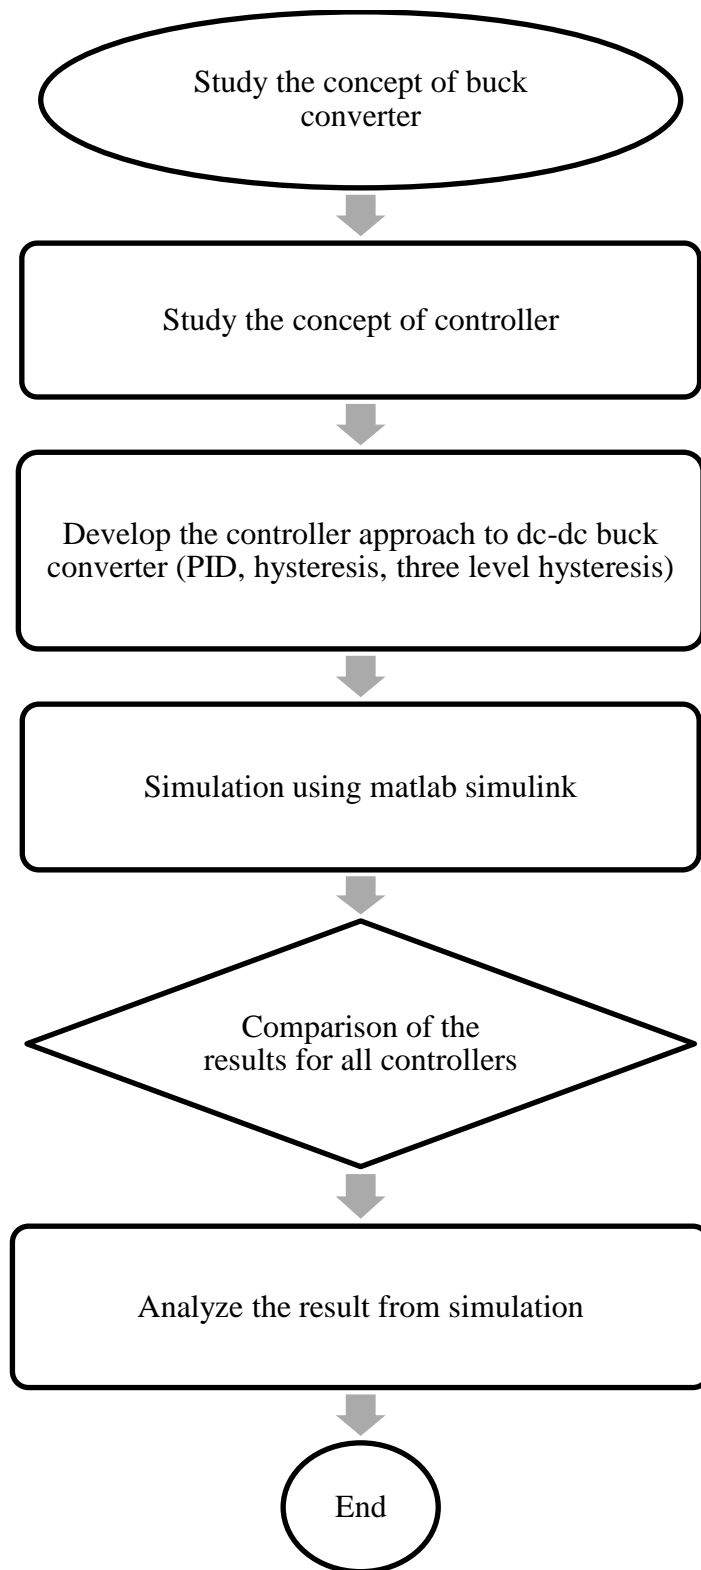 Study the concept of buck
converter
Study the concept of controller
Develop the controller approach to dc-dc buck
converter (PID, hysteresis, three level hysteresis)
Simulation using matlab simulink
Comparison of the
results for all controllers
Analyze the result from simulation
End